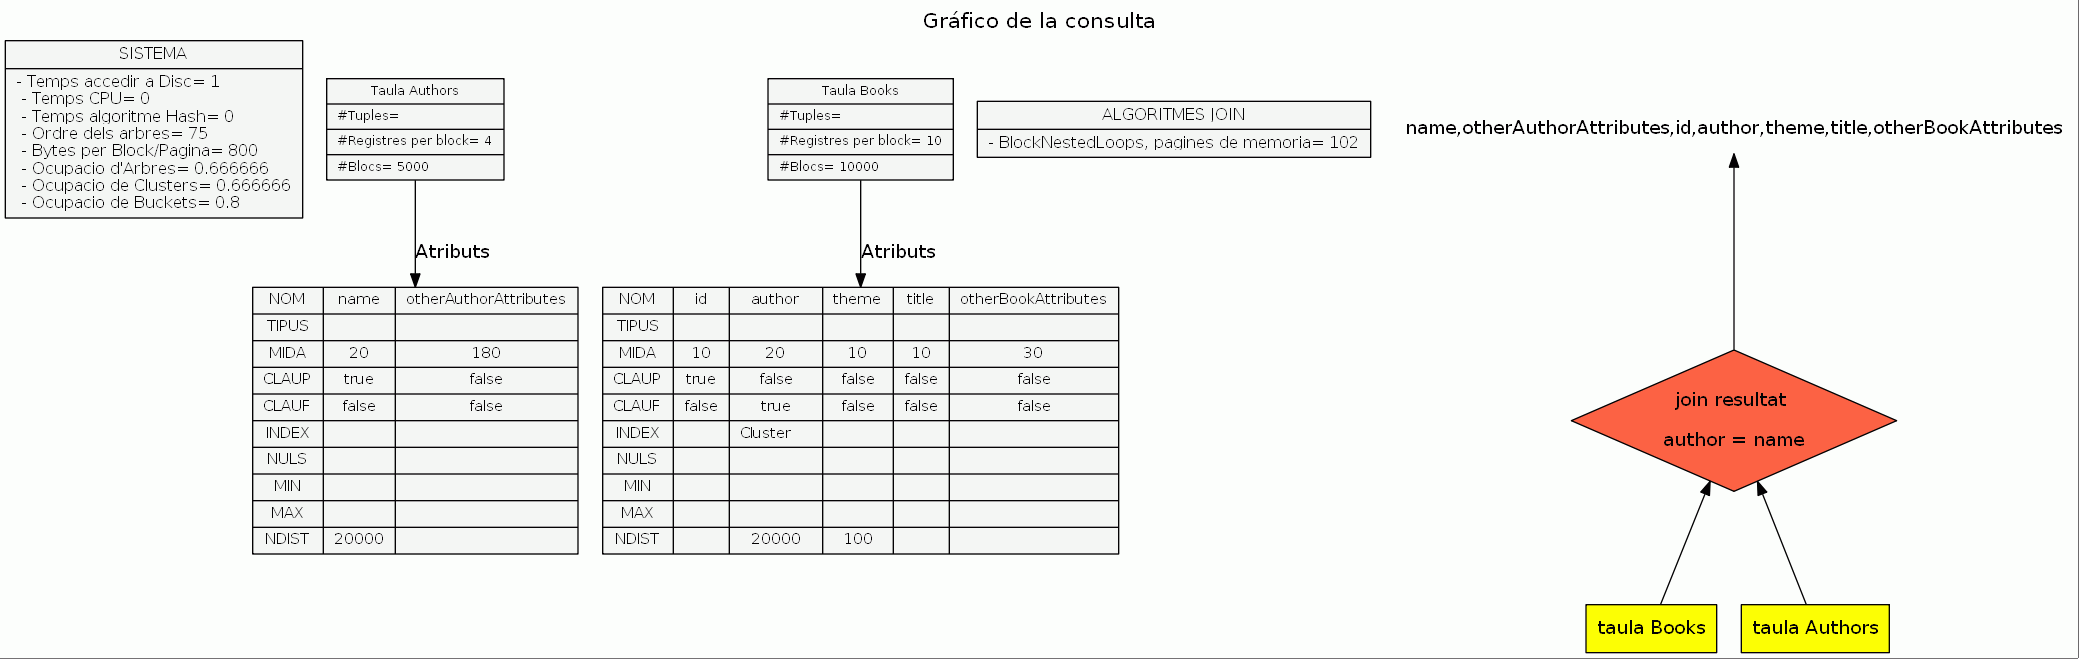 Gráfico de la consulta
SISTEMA
- Temps accedir a Disc= 1
- Temps CPU= 0
- Temps algoritme Hash= 0
- Ordre dels arbres= 75
- Bytes per Block/Pagina= 800
- Ocupacio d'Arbres= 0.666666
- Ocupacio de Clusters= 0.666666
- Ocupacio de Buckets= 0.8
Taula Authors
#Tuples=
#Registres per block= 4
#Blocs= 5000
Atributs
NOM name otherAuthorAttributes
TIPUS
MIDA 20 180
CLAUP true false
CLAUF false false
INDEX
NULS
MIN
MAX
NDIST 20000
Taula Books
#Tuples=
#Registres per block= 10
#Blocs= 10000
Atributs
NOM id author theme title otherBookAttributes
TIPUS
MIDA 10 20 10 10 30
CLAUP true false false false false
CLAUF false true false false false
INDEX Cluster
NULS
MIN
MAX
NDIST 20000 100
ALGORITMES JOIN
- BlockNestedLoops, pagines de memoria= 102
name,otherAuthorAttributes,id,author,theme,title,otherBookAttributes
join resultat
author = name
taula Books
taula Authors